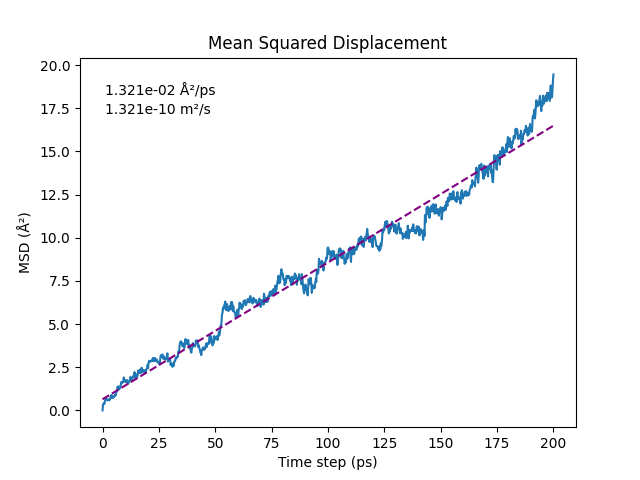 Mean Squared Displacement
1.321e-02 Å²/ps
1.321e-10 m²/s
MSD (Å²)
20.0
17.5
15.0
12.5
10.0
7.5
5.0
2.5
0.0
0 25 50 75 100 125 150 175 200
Time step (ps)